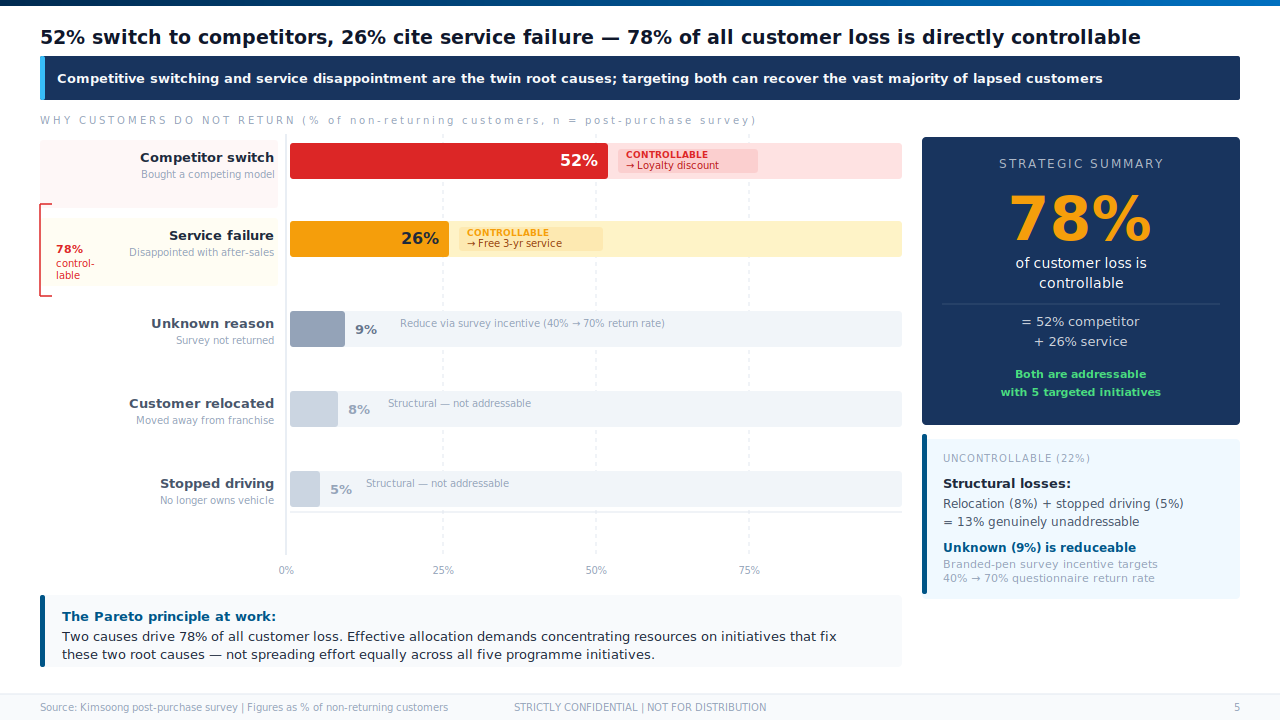 52% switch to competitors, 26% cite service failure — 78% of all customer loss is directly controllable
Competitive switching and service disappointment are the twin root causes; targeting both can recover the vast majority of lapsed customers
WHY CUSTOMERS DO NOT RETURN (% of non-returning customers, n = post-purchase survey)
Competitor switch
Bought a competing model
52%
CONTROLLABLE
→ Loyalty discount
Service failure
Disappointed with after-sales
26%
CONTROLLABLE
→ Free 3-yr service
78%
control-
lable
Unknown reason
Survey not returned
9%
Reduce via survey incentive (40% → 70% return rate)
Customer relocated
Moved away from franchise
8%
Structural — not addressable
Stopped driving
No longer owns vehicle
5%
Structural — not addressable
0%
25%
50%
75%
STRATEGIC SUMMARY
78%
of customer loss is
controllable
= 52% competitor
+ 26% service
Both are addressable
with 5 targeted initiatives
UNCONTROLLABLE (22%)
Structural losses:
Relocation (8%) + stopped driving (5%)
= 13% genuinely unaddressable
Unknown (9%) is reduceable
Branded-pen survey incentive targets
40% → 70% questionnaire return rate
The Pareto principle at work:
Two causes drive 78% of all customer loss. Effective allocation demands concentrating resources on initiatives that fix
these two root causes — not spreading effort equally across all five programme initiatives.
Source: Kimsoong post-purchase survey | Figures as % of non-returning customers
STRICTLY CONFIDENTIAL | NOT FOR DISTRIBUTION
5